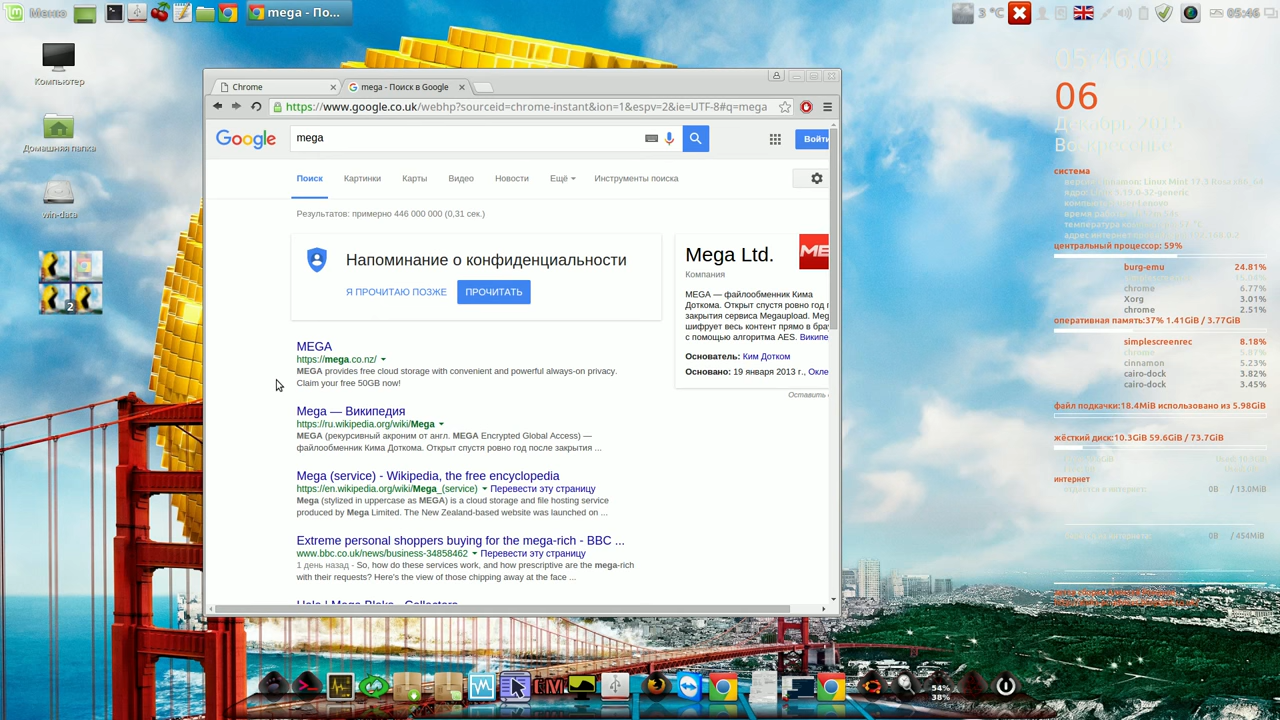 Меню
mega - По...
3 °C
05:46
Компьютер
Домашняя папка
win-data
2
Chrome
mega - Поиск в Google
https://www.google.co.uk/webhp?sourceid=chrome-instant&ion=1&espv=2&ie=UTF-8#q=mega
Google
mega
Войти
Поиск
Картинки
Карты
Видео
Новости
Ещё
Инструменты поиска
Результатов: примерно 446 000 000 (0,31 сек.)
Напоминание о конфиденциальности
Я ПРОЧИТАЮ ПОЗЖЕ
ПРОЧИТАТЬ
MEGA
https://mega.co.nz/
MEGA provides free cloud storage with convenient and powerful always-on privacy.
Claim your free 50GB now!
Mega — Википедия
https://ru.wikipedia.org/wiki/Mega
MEGA (рекурсивный акроним от англ. MEGA Encrypted Global Access) —
файлообменник Кима Доткома. Открыт спустя ровно год после закрытия ...
Mega (service) - Wikipedia, the free encyclopedia
https://en.wikipedia.org/wiki/Mega_(service) Перевести эту страницу
Mega (stylized in uppercase as MEGA) is a cloud storage and file hosting service
produced by Mega Limited. The New Zealand-based website was launched on ...
Extreme personal shoppers buying for the mega-rich - BBC ...
www.bbc.co.uk/news/business-34858462 Перевести эту страницу
1 день назад - So, how do these services work, and how prescriptive are the mega-rich
with their requests? Here's the view of those chipping away at the face ...
Mega Ltd.
ME
Компания
MEGA — файлообменник Кима
Доткома. Открыт спустя ровно год п
закрытия сервиса Megaupload. Meg
шифрует весь контент прямо в брау
с помощью алгоритма AES. Википе
Основатель: Ким Дотком
Основано: 19 января 2013 г., Окле
Оставить
05:46:08
06
Декабрь 2015
Воскресенье
система
центральный процессор: 59%
burg-emu 24.81%
chrome 6.77%
Xorg 3.01%
chrome 2.51%
оперативная память:37% 1.41GiB / 3.77GiB
simplescreenrec 8.18%
chrome 5.87%
cinnamon 5.23%
cairo-dock 3.82%
cairo-dock 3.45%
файл подкачки:18.4MiB использовано из 5.98GiB
жёсткий диск:10.3GiB 59.6GiB / 73.7GiB
интернет
0B / 13.0MiB
0B / 454MiB
54%
38%